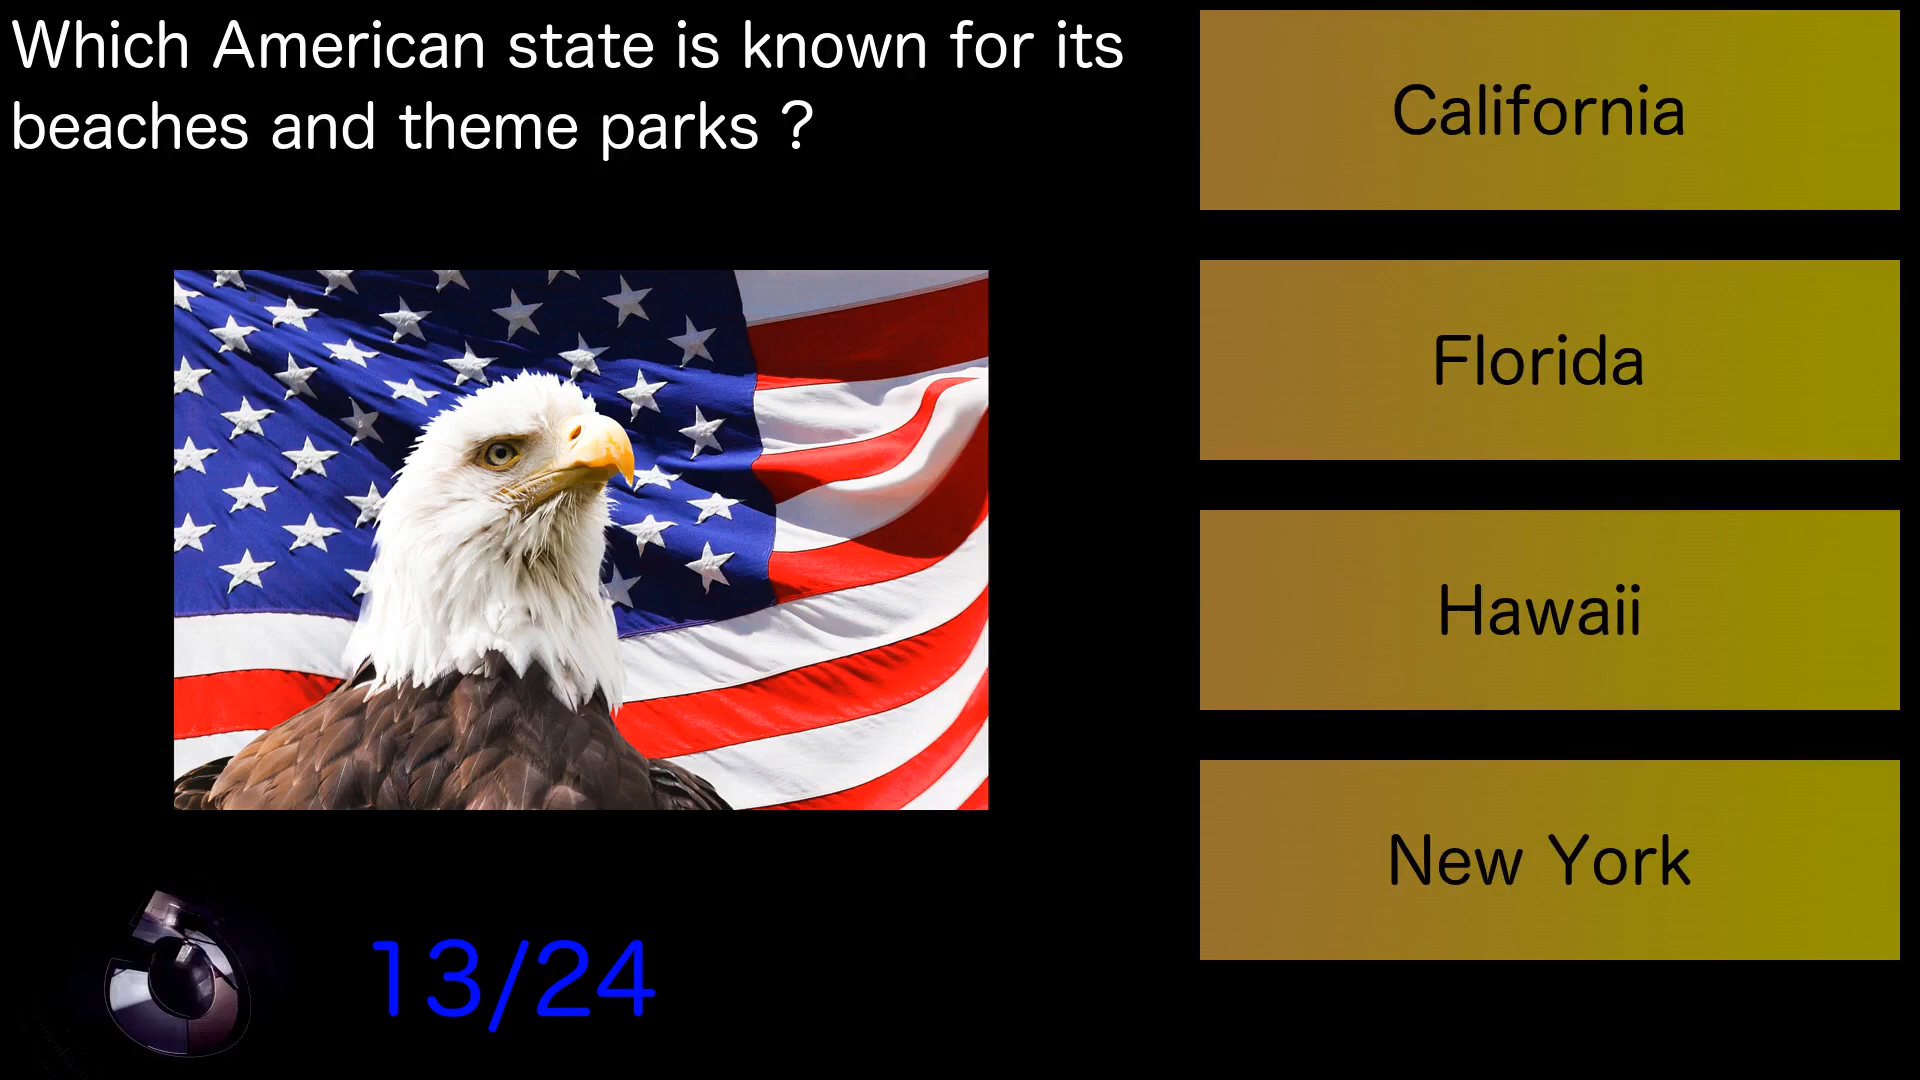 Which American state is known for its
beaches and theme parks ?
California
Florida
Hawaii
New York
13/24